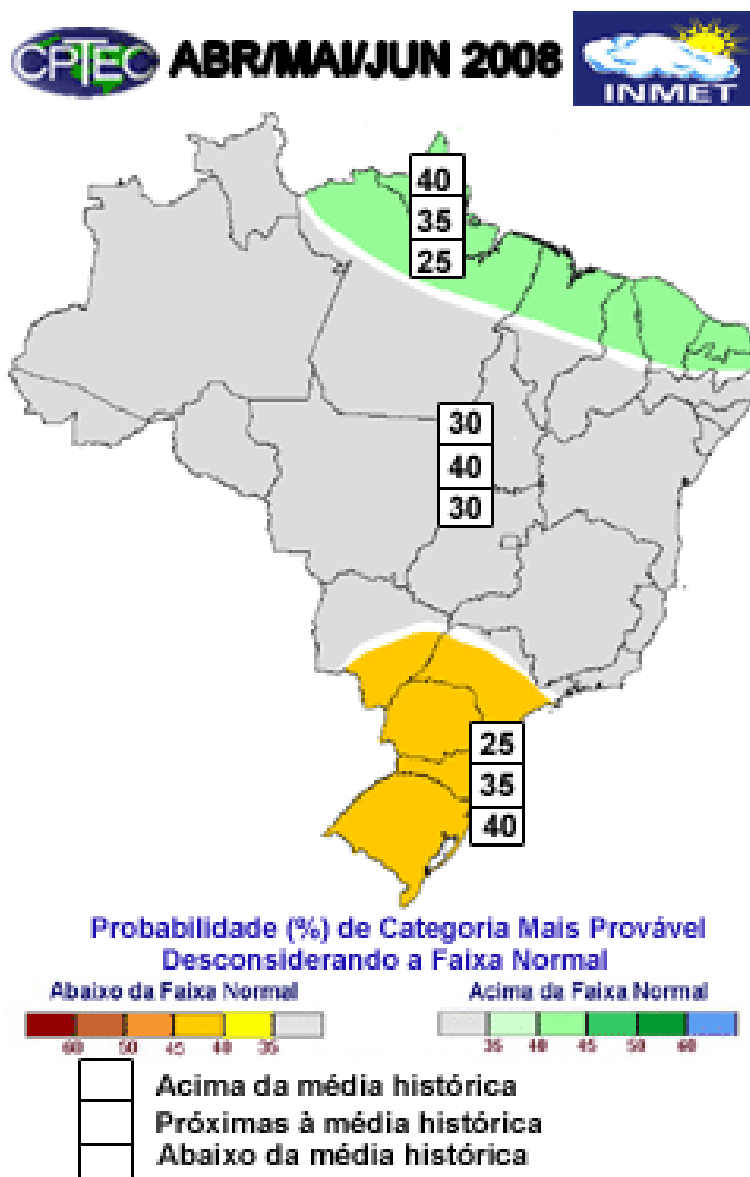 CPTEC ABR/MAI/JUN 2008
INMET
40
35
25
30
40
30
25
35
40
Probabilidade (%) de Categoria Mais Provável
Desconsiderando a Faixa Normal
Abaixo da Faixa Normal Acima da Faixa Normal
60 50 45 40 35 35 40 45 50 60
Acima da média histórica
Próximas à média histórica
Abaixo da média histórica